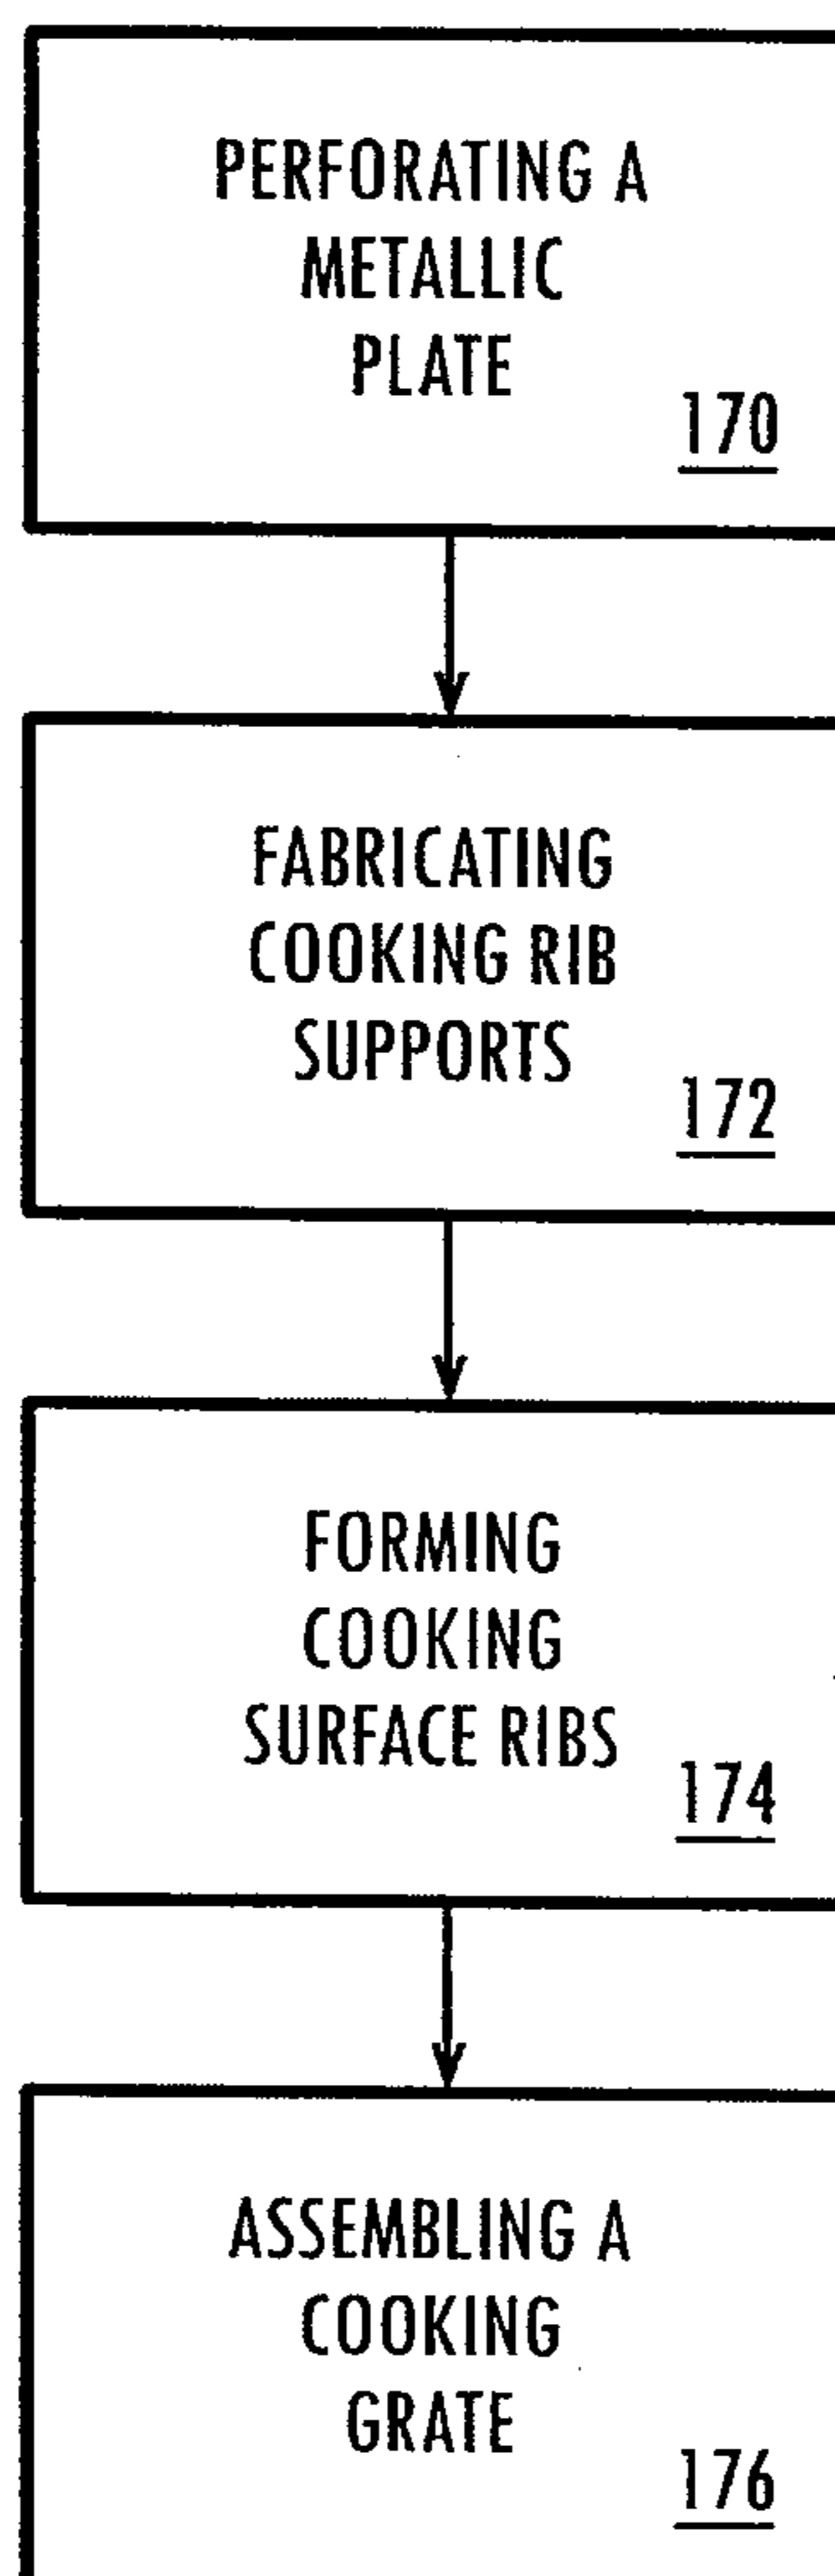 PERFORATING A
METALLIC
PLATE
170
FABRICATING
COOKING RIB
SUPPORTS
172
FORMING
COOKING
SURFACE RIBS
174
ASSEMBLING A
COOKING
GRATE
176